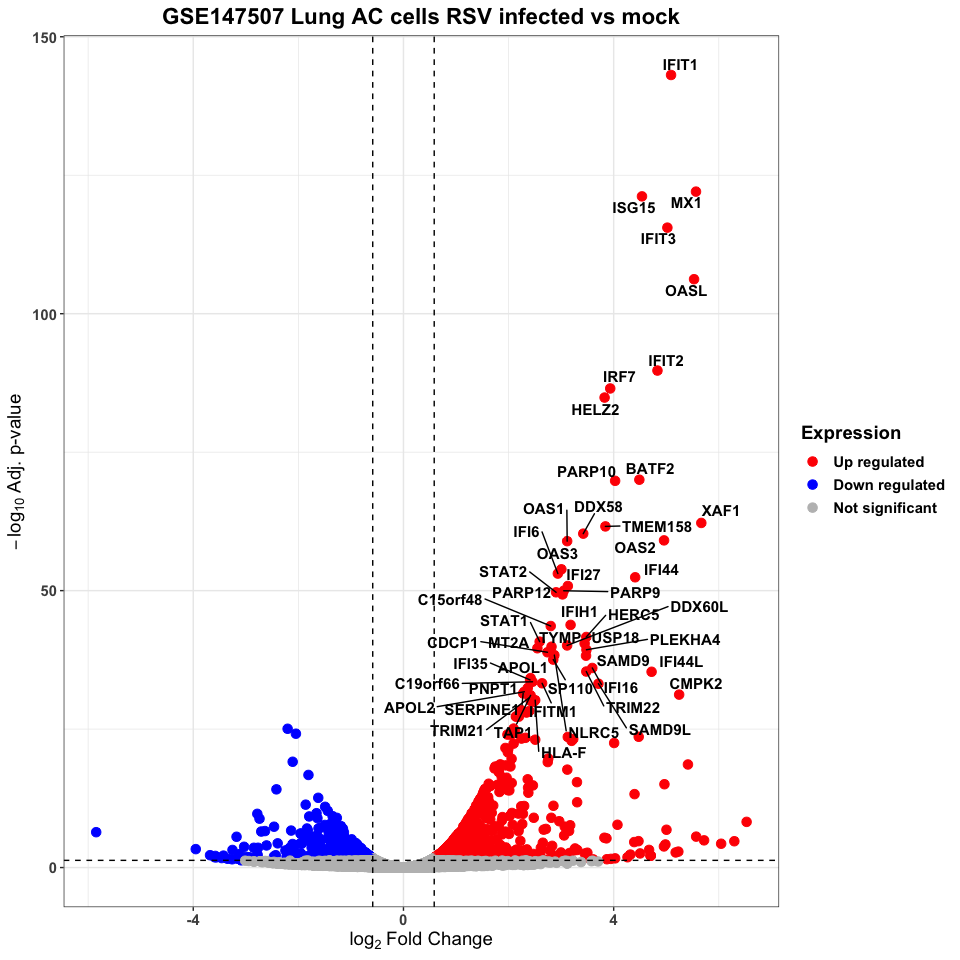 GSE147507 Lung AC cells RSV infected vs mock
150
IFIT1
ISG15
MX1
IFIT3
OASL
100
IFIT2
IRF7
HELZ2
PARP10
BATF2
XAF1
OAS1
DDX58
TMEM158
IFI6
OAS2
OAS3
IFI44
STAT2
IFI27
50
PARP12
PARP9
C15orf48
IFIH1
HERC5
DDX60L
STAT1
CDCP1
MT2A
TYMP
USP18
PLEKHA4
IFI35
APOL1
SAMD9
IFI44L
C19orf66
PNPT1
SP110
IFI16
CMPK2
APOL2
SERPINE1
IFITM1
TRIM22
TRIM21
TAP1
NLRC5
SAMD9L
HLA-F
0
-4
0
4
log2 Fold Change
−log10 Adj. p-value
Expression
Up regulated
Down regulated
Not significant